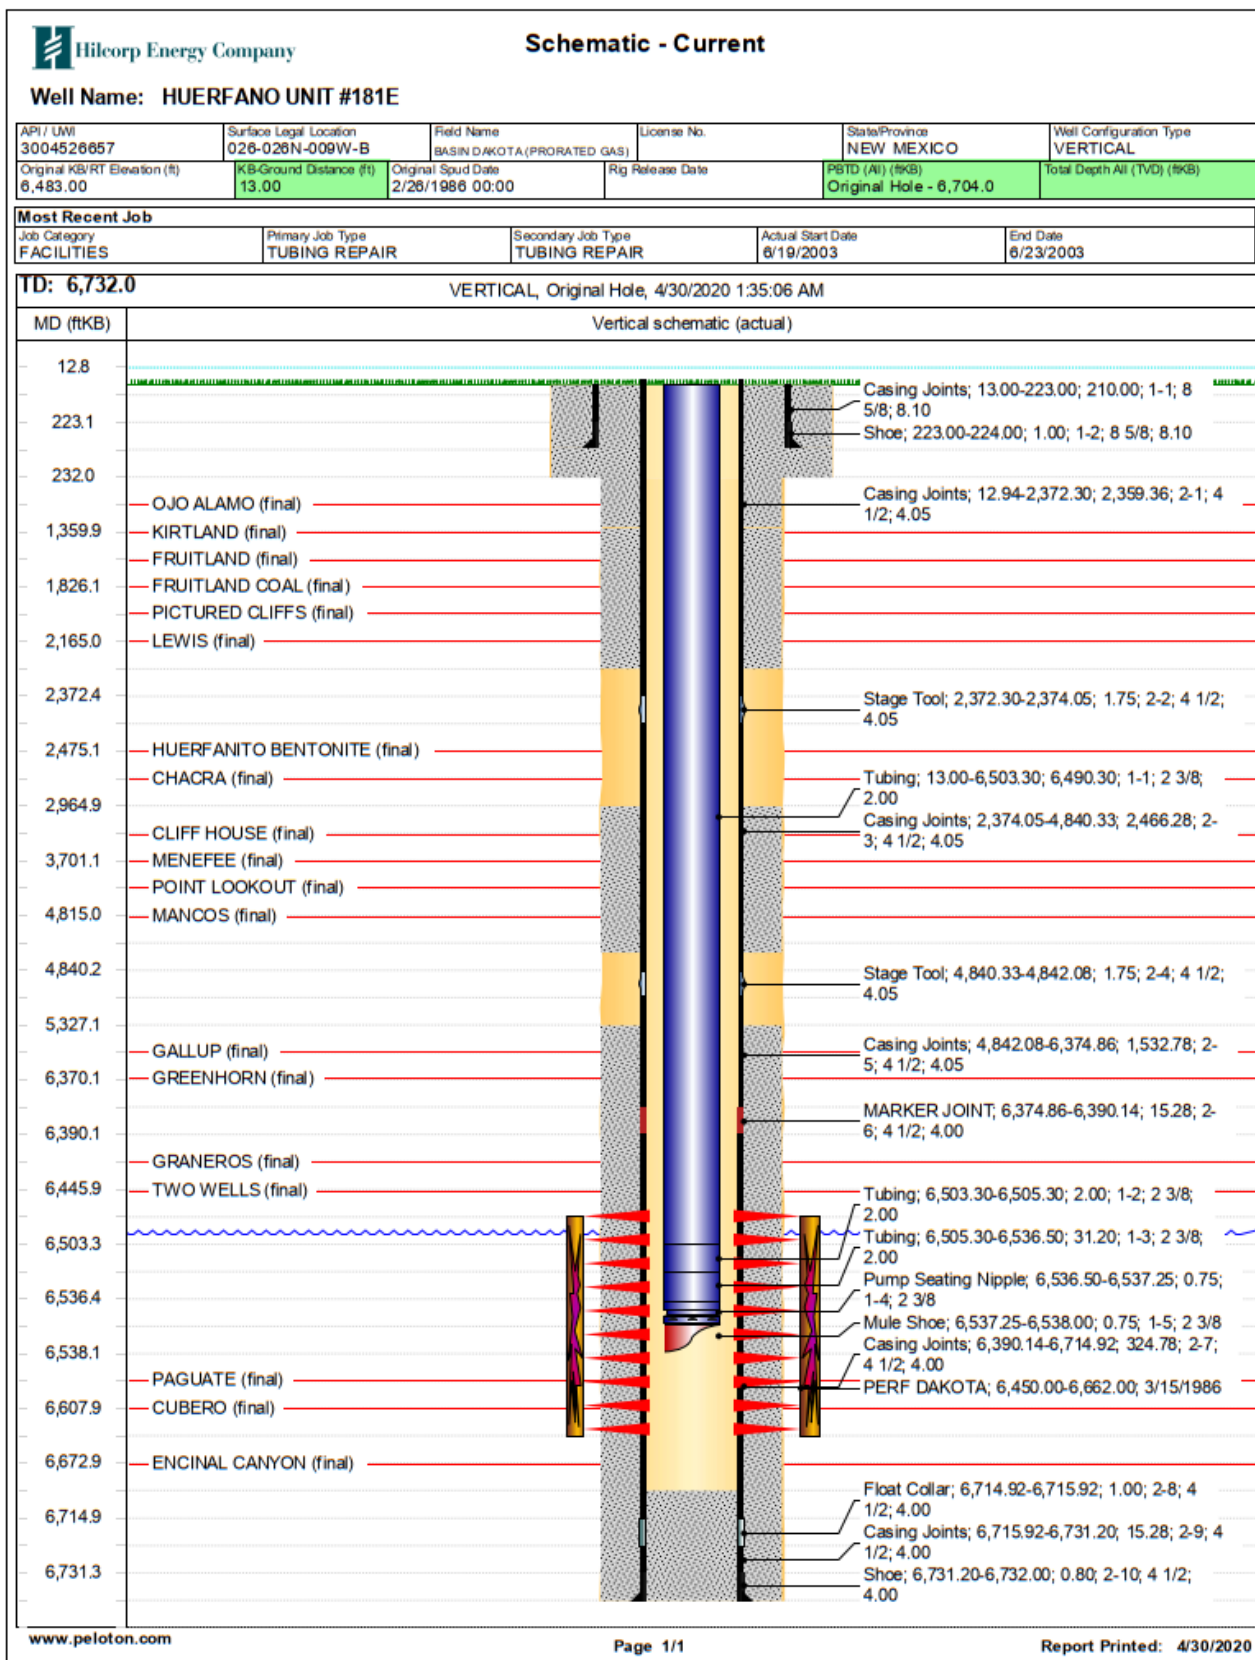 Hilcorp Energy Company
Schematic - Current
Well Name: HUERFANO UNIT #181E
API / UWI
3004526657
Surface Legal Location
026-026N-009W-B
Field Name
BASIN DAKOTA (PRORATED GAS)
License No.
State/Province
NEW MEXICO
Well Configuration Type
VERTICAL
Original KB/RT Elevation (ft)
6,483.00
KB-Ground Distance (ft)
13.00
Original Spud Date
2/26/1986 00:00
Rig Release Date
PBTD (All) (ftKB)
Original Hole - 6,704.0
Total Depth All (TVD) (ftKB)
Most Recent Job
Job Category
FACILITIES
Primary Job Type
TUBING REPAIR
Secondary Job Type
TUBING REPAIR
Actual Start Date
6/19/2003
End Date
6/23/2003
TD: 6,732.0
VERTICAL, Original Hole, 4/30/2020 1:35:06 AM
MD (ftKB)
Vertical schematic (actual)
12.8
Casing Joints; 13.00-223.00; 210.00; 1-1; 8
5/8; 8.10
223.1
Shoe; 223.00-224.00; 1.00; 1-2; 8 5/8; 8.10
232.0
Casing Joints; 12.94-2,372.30; 2,359.36; 2-1; 4
1/2; 4.05
OJO ALAMO (final)
1,359.9
KIRTLAND (final)
FRUITLAND (final)
1,826.1
FRUITLAND COAL (final)
PICTURED CLIFFS (final)
2,165.0
LEWIS (final)
2,372.4
Stage Tool; 2,372.30-2,374.05; 1.75; 2-2; 4 1/2;
4.05
2,475.1
HUERFANITO BENTONITE (final)
CHACRA (final)
Tubing; 13.00-6,503.30; 6,490.30; 1-1; 2 3/8;
2.00
2,964.9
Casing Joints; 2,374.05-4,840.33; 2,466.28; 2-
3; 4 1/2; 4.05
CLIFF HOUSE (final)
3,701.1
MENEFEE (final)
POINT LOOKOUT (final)
4,815.0
MANCOS (final)
4,840.2
Stage Tool; 4,840.33-4,842.08; 1.75; 2-4; 4 1/2;
4.05
5,327.1
Casing Joints; 4,842.08-6,374.86; 1,532.78; 2-
5; 4 1/2; 4.05
GALLUP (final)
6,370.1
GREENHORN (final)
MARKER JOINT; 6,374.86-6,390.14; 15.28; 2-
6; 4 1/2; 4.00
6,390.1
GRANEROS (final)
6,445.9
TWO WELLS (final)
Tubing; 6,503.30-6,505.30; 2.00; 1-2; 2 3/8;
2.00
6,503.3
Tubing; 6,505.30-6,536.50; 31.20; 1-3; 2 3/8;
2.00
Pump Seating Nipple; 6,536.50-6,537.25; 0.75;
1-4; 2 3/8
6,536.4
Mule Shoe; 6,537.25-6,538.00; 0.75; 1-5; 2 3/8
Casing Joints; 6,390.14-6,714.92; 324.78; 2-7;
4 1/2; 4.00
6,538.1
PAGUATE (final)
PERF DAKOTA; 6,450.00-6,662.00; 3/15/1986
6,607.9
CUBERO (final)
6,672.9
ENCINAL CANYON (final)
Float Collar; 6,714.92-6,715.92; 1.00; 2-8; 4
1/2; 4.00
6,714.9
Casing Joints; 6,715.92-6,731.20; 15.28; 2-9; 4
1/2; 4.00
6,731.3
Shoe; 6,731.20-6,732.00; 0.80; 2-10; 4 1/2;
4.00
www.peloton.com
Page 1/1
Report Printed: 4/30/2020